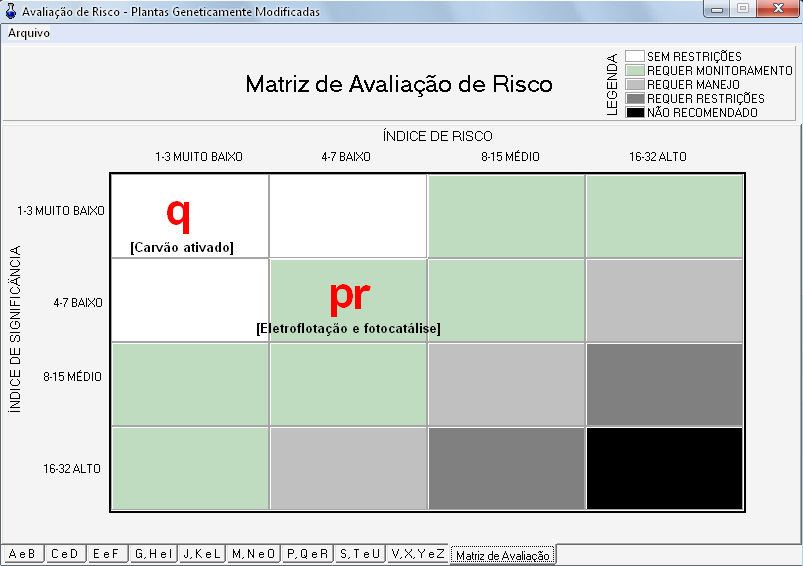 Avaliação de Risco - Plantas Geneticamente Modificadas
Arquivo
Matriz de Avaliação de Risco
LEGENDA
SEM RESTRIÇÕES
REQUER MONITORAMENTO
REQUER MANEJO
REQUER RESTRIÇÕES
NÃO RECOMENDADO
ÍNDICE DE RISCO
1-3 MUITO BAIXO
4-7 BAIXO
8-15 MÉDIO
16-32 ALTO
ÍNDICE DE SIGNIFICÂNCIA
1-3 MUITO BAIXO
q
[Carvão ativado]
4-7 BAIXO
pr
[Eletroflotação e fotocatálise]
8-15 MÉDIO
16-32 ALTO
A e B
C e D
E e F
G, H e I
J, K e L
M, N e O
P, Q e R
S, T e U
V, X, Y e Z
Matriz de Avaliação